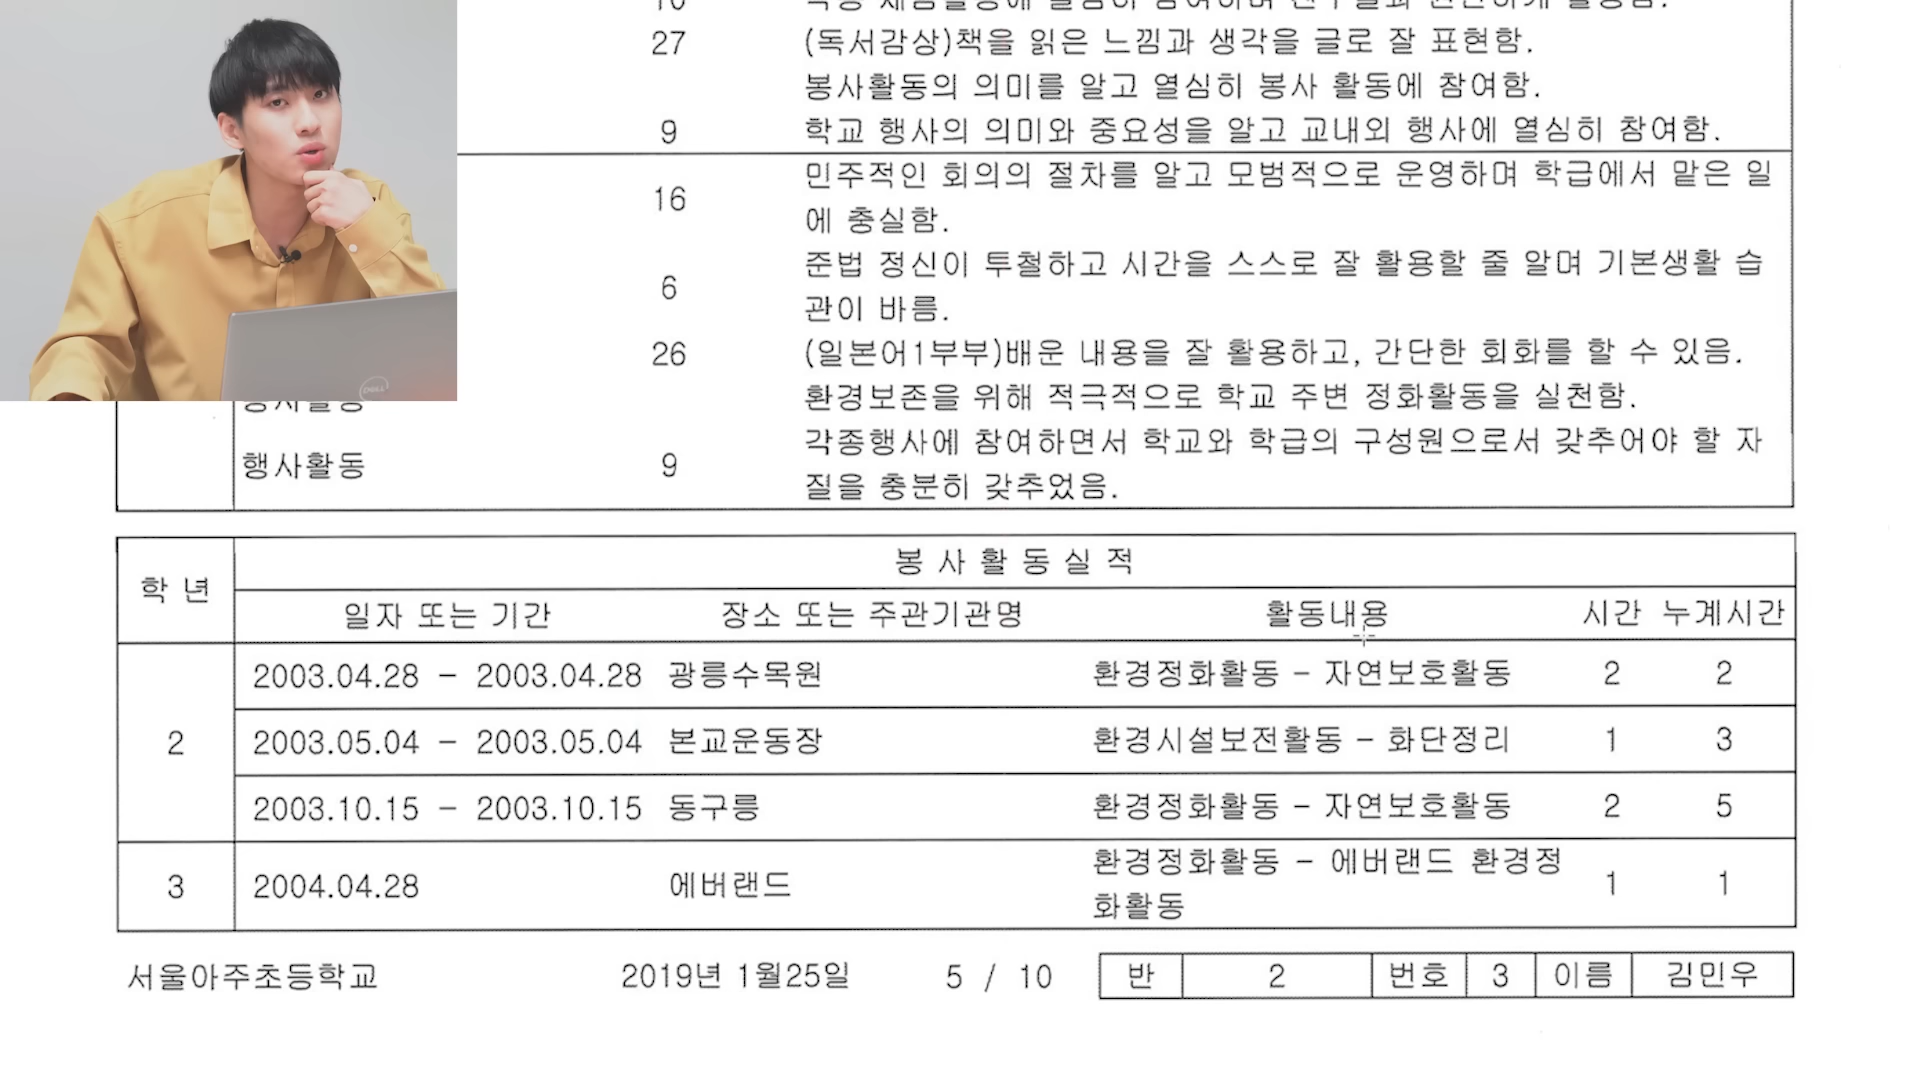 27 (독서감상)책을 읽은 느낌과 생각을 글로 잘 표현함.
봉사활동의 의미를 알고 열심히 봉사 활동에 참여함.
9 학교 행사의 의미와 중요성을 알고 교내외 행사에 열심히 참여함.
16 민주적인 회의의 절차를 알고 모범적으로 운영하며 학급에서 맡은 일
에 충실함.
6 준법 정신이 투철하고 시간을 스스로 잘 활용할 줄 알며 기본생활 습
관이 바름.
26 (일본어1부부)배운 내용을 잘 활용하고, 간단한 회화를 할 수 있음.
환경보존을 위해 적극적으로 학교 주변 정화활동을 실천함.
행사활동 9 각종행사에 참여하면서 학교와 학급의 구성원으로서 갖추어야 할 자
질을 충분히 갖추었음.
학 년 봉 사 활 동 실 적
일자 또는 기간 장소 또는 주관기관명 활동내용 시간 누계시간
2 2003.04.28 - 2003.04.28 광릉수목원 환경정화활동 - 자연보호활동 2 2
2003.05.04 - 2003.05.04 본교운동장 환경시설보전활동 - 화단정리 1 3
2003.10.15 - 2003.10.15 동구릉 환경정화활동 - 자연보호활동 2 5
3 2004.04.28 에버랜드 환경정화활동 - 에버랜드 환경정
화활동 1 1
서울아주초등학교 2019년 1월25일 5 / 10 반 2 번호 3 이름 김민우
DELL